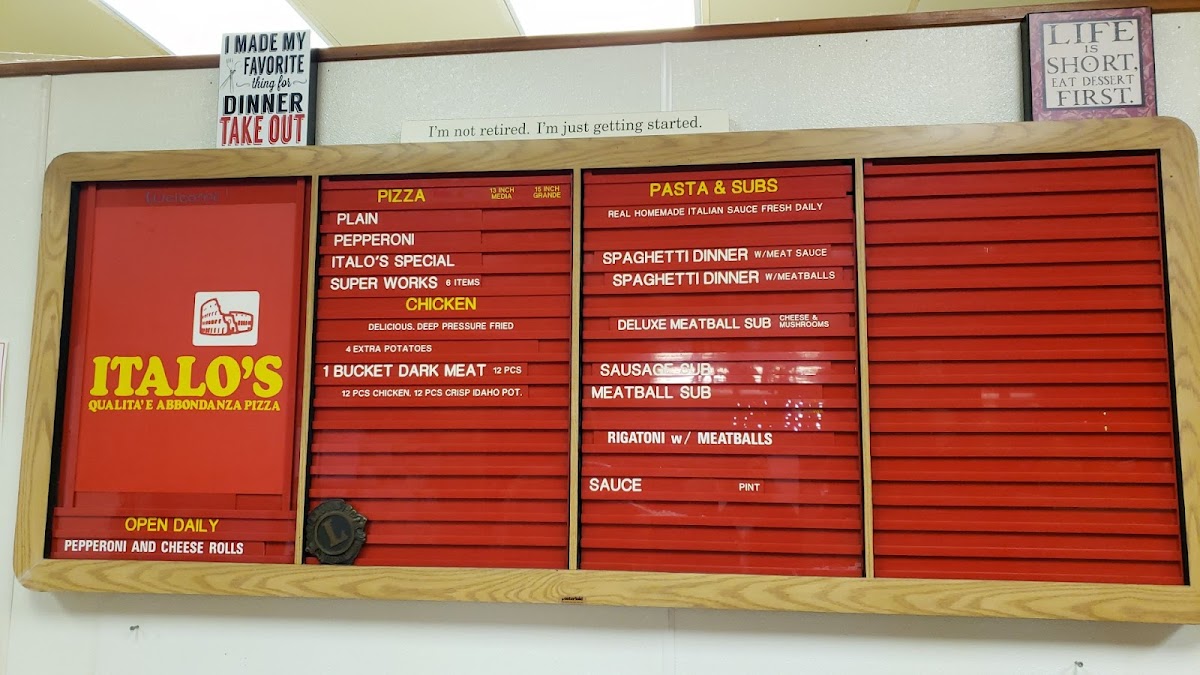 I MADE MY
FAVORITE
thing for
DINNER
TAKE OUT
I'm not retired. I'm just getting started.
LIFE
IS
SHORT,
EAT DESSERT
FIRST.
ITALO'S
QUALITA' E ABBONDANZA PIZZA
OPEN DAILY
PEPPERONI AND CHEESE ROLLS
PIZZA 13 INCH MEDIA 15 INCH GRANDE
PLAIN
PEPPERONI
ITALO'S SPECIAL
SUPER WORKS 6 ITEMS
CHICKEN
DELICIOUS, DEEP PRESSURE FRIED
4 EXTRA POTATOES
1 BUCKET DARK MEAT 12 PCS
12 PCS CHICKEN, 12 PCS CRISP IDAHO POT.
L
PASTA & SUBS
REAL HOMEMADE ITALIAN SAUCE FRESH DAILY
SPAGHETTI DINNER W/MEAT SAUCE
SPAGHETTI DINNER W/MEATBALLS
DELUXE MEATBALL SUB CHEESE & MUSHROOMS
SAUSAGE SUB
MEATBALL SUB
RIGATONI w/ MEATBALLS
SAUCE PINT